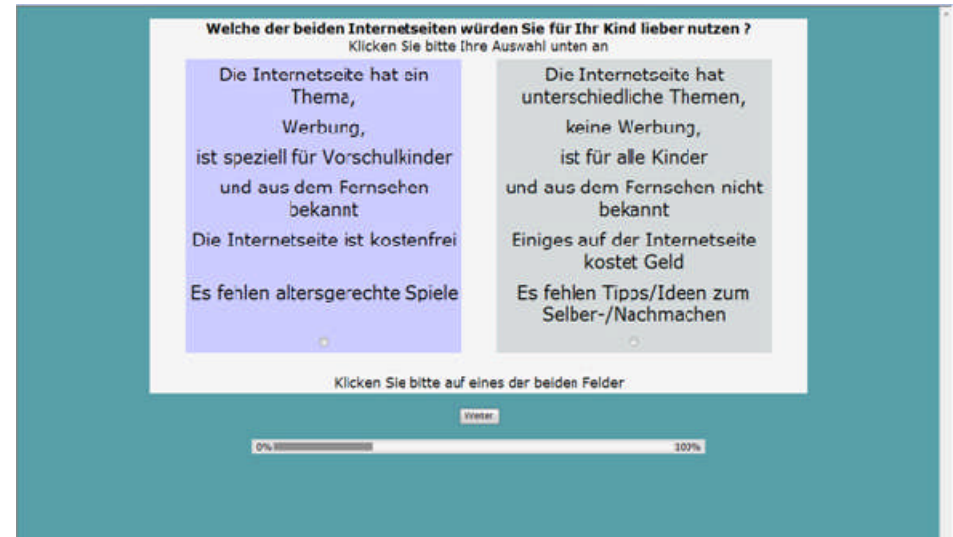 Welche der beiden Internetseiten würden Sie für Ihr Kind lieber nutzen ?
Klicken Sie bitte Ihre Auswahl unten an
Die Internetseite hat ein
Thema,
Werbung,
ist speziell für Vorschulkinder
und aus dem Fernsehen
bekannt
Die Internetseite ist kostenfrei
Es fehlen altersgerechte Spiele
Die Internetseite hat
unterschiedliche Themen,
keine Werbung,
ist für alle Kinder
und aus dem Fernsehen nicht
bekannt
Einiges auf der Internetseite
kostet Geld
Es fehlen Tipps/Ideen zum
Selber-/Nachmachen
Klicken Sie bitte auf eines der beiden Felder
Weiter
0% 100%